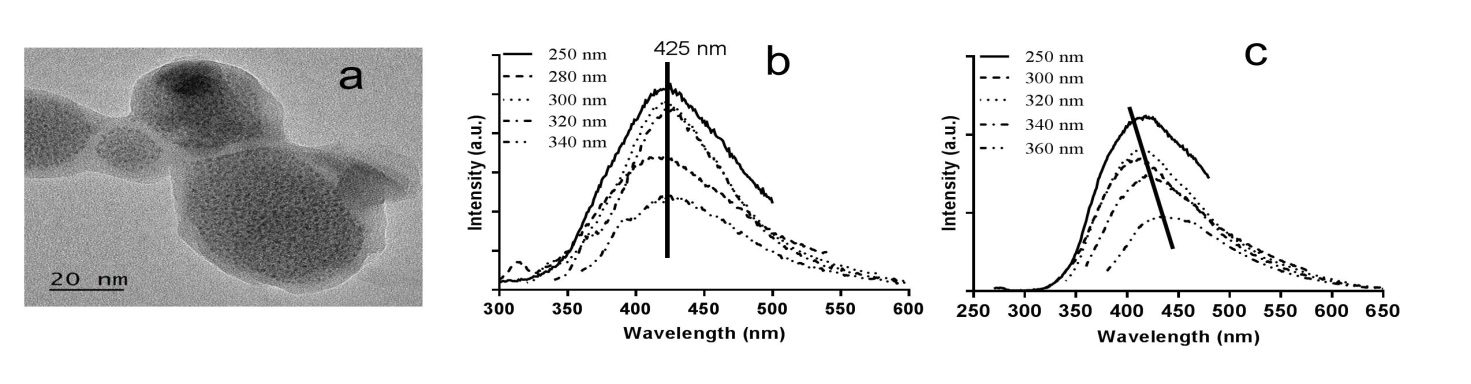 a
20 nm
425 nm
b
250 nm
280 nm
300 nm
320 nm
340 nm
Intensity (a.u.)
300 350 400 450 500 550 600
Wavelength (nm)
c
250 nm
300 nm
320 nm
340 nm
360 nm
Intensity (a.u.)
250 300 350 400 450 500 550 600 650
Wavelength (nm)